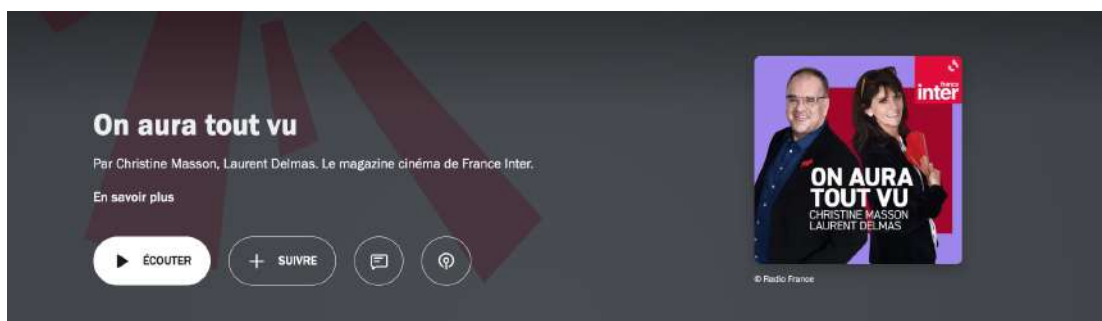 On aura tout vu
Par Christine Masson, Laurent Delmas. Le magazine cinéma de France Inter.
En savoir plus
ÉCOUTER
SUIVRE
france
inter
ON AURA
TOUT VU
CHRISTINE MASSON
LAURENT DELMAS
© Radio France